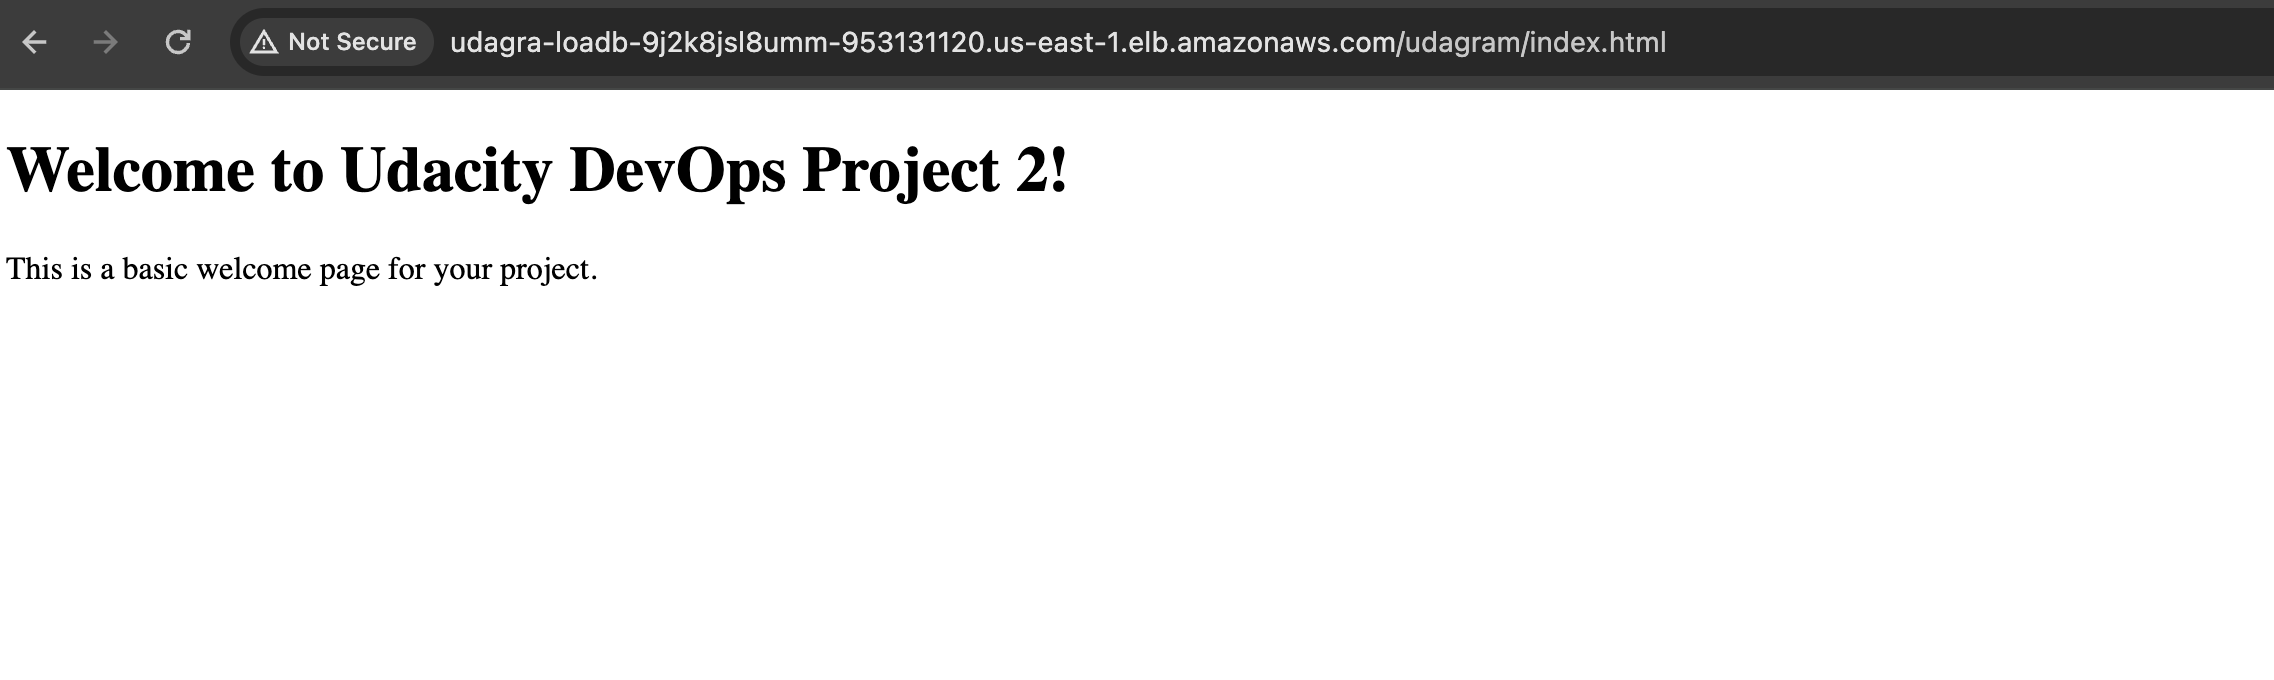 Not Secure udagra-loadb-9j2k8jsl8umm-953131120.us-east-1.elb.amazonaws.com/udagram/index.html
Welcome to Udacity DevOps Project 2!
This is a basic welcome page for your project.